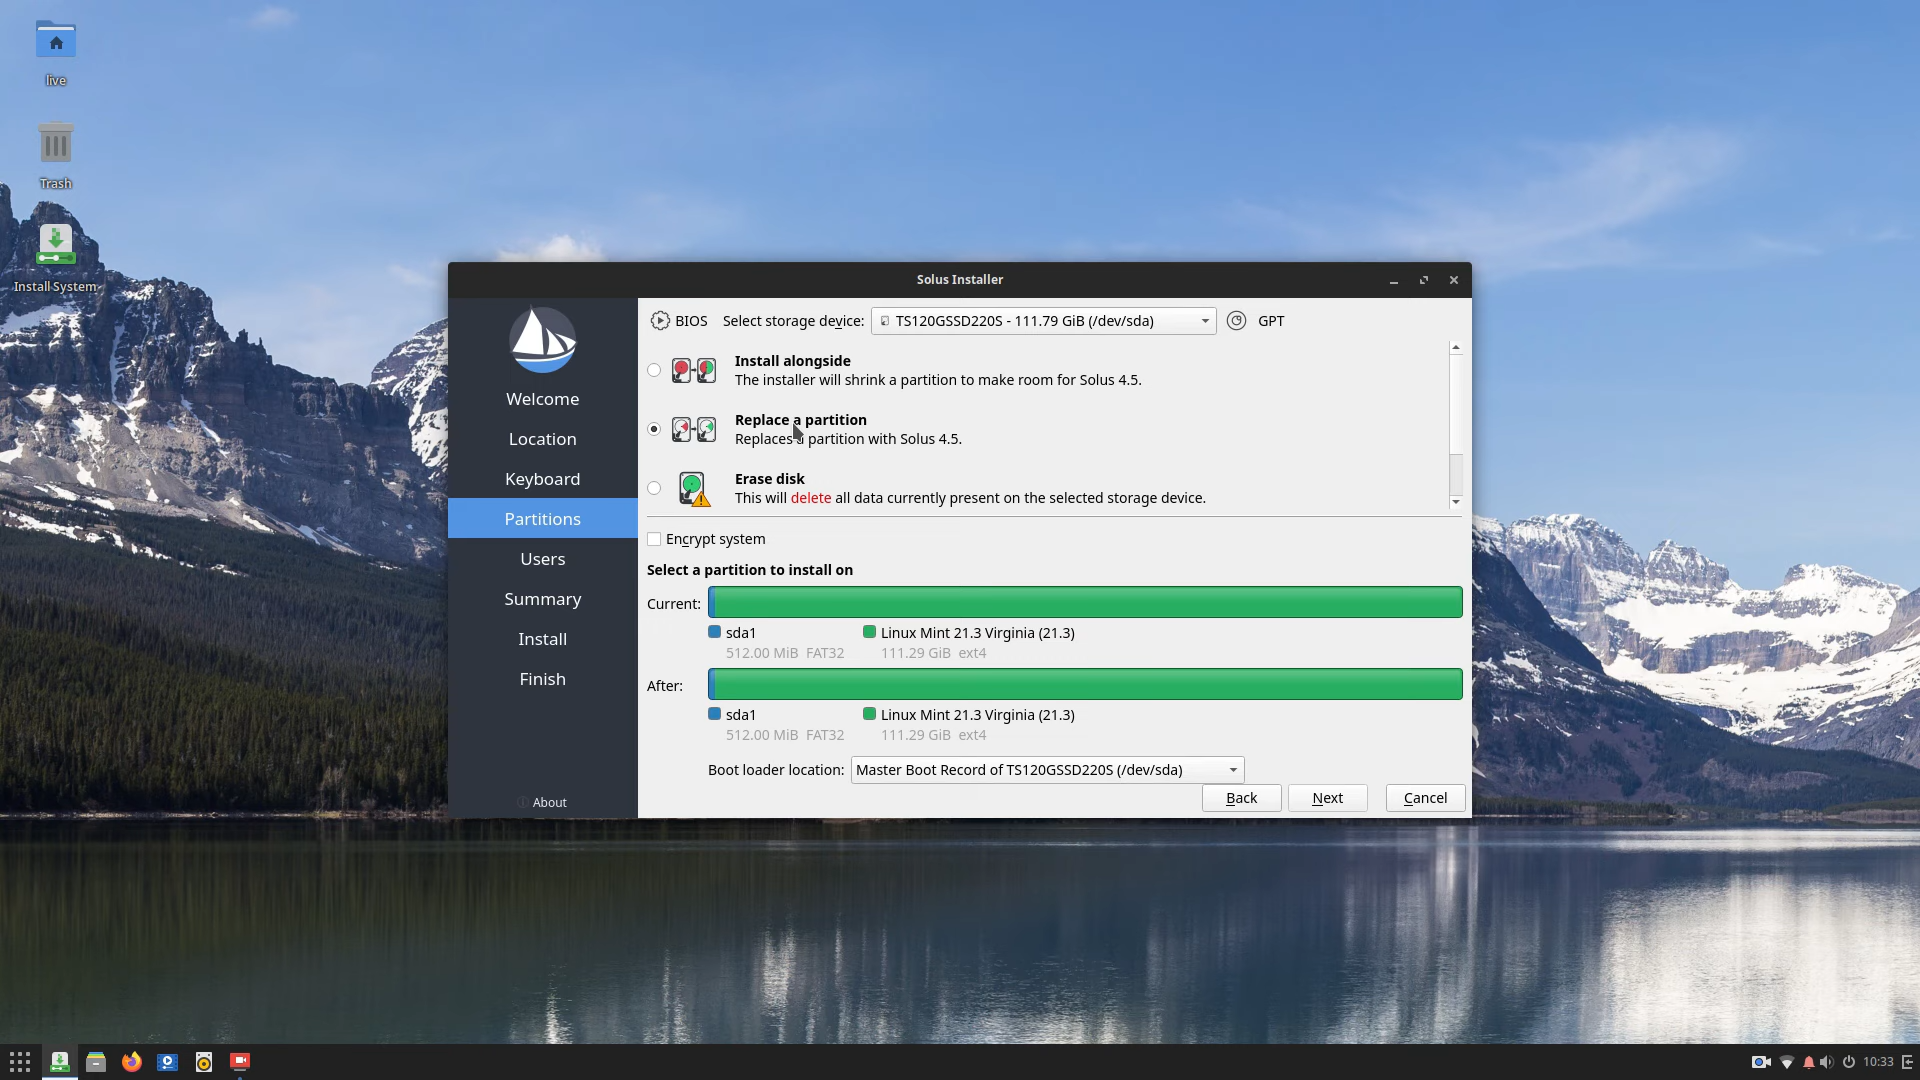 live
Trash
Install System
Solus Installer
Welcome
Location
Keyboard
Partitions
Users
Summary
Install
Finish
About
BIOS Select storage device: TS120GSSD220S - 111.79 GiB (/dev/sda) GPT
Install alongside
The installer will shrink a partition to make room for Solus 4.5.
Replace a partition
Replaces a partition with Solus 4.5.
Erase disk
This will delete all data currently present on the selected storage device.
Encrypt system
Select a partition to install on
Current:
sda1 Linux Mint 21.3 Virginia (21.3)
512.00 MiB FAT32 111.29 GiB ext4
After:
sda1 Linux Mint 21.3 Virginia (21.3)
512.00 MiB FAT32 111.29 GiB ext4
Boot loader location: Master Boot Record of TS120GSSD220S (/dev/sda)
Back Next Cancel
10:33